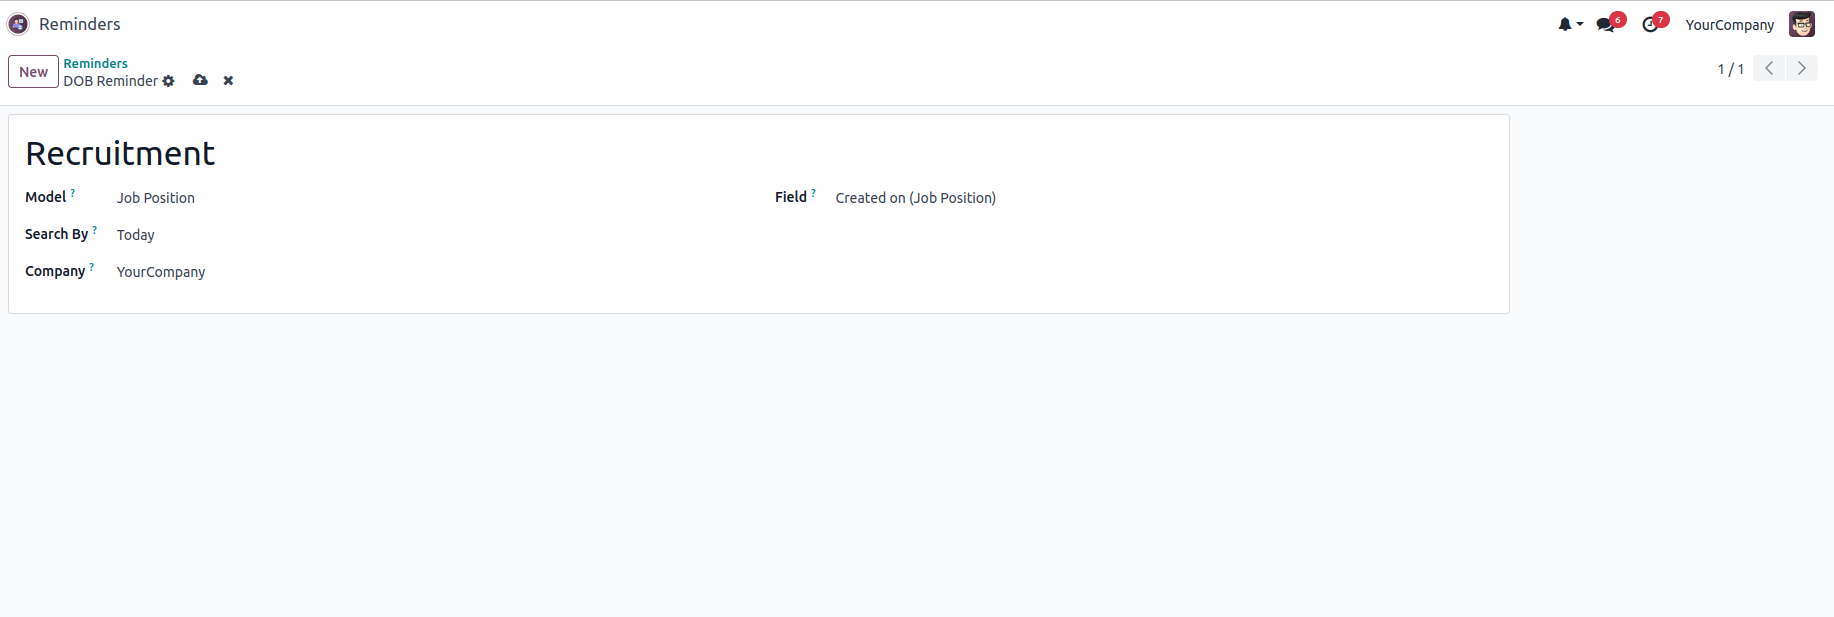 Reminders
6
7
YourCompany
New
Reminders
DOB Reminder
1 / 1
Recruitment
Model ?
Job Position
Field ?
Created on (Job Position)
Search By ?
Today
Company ?
YourCompany